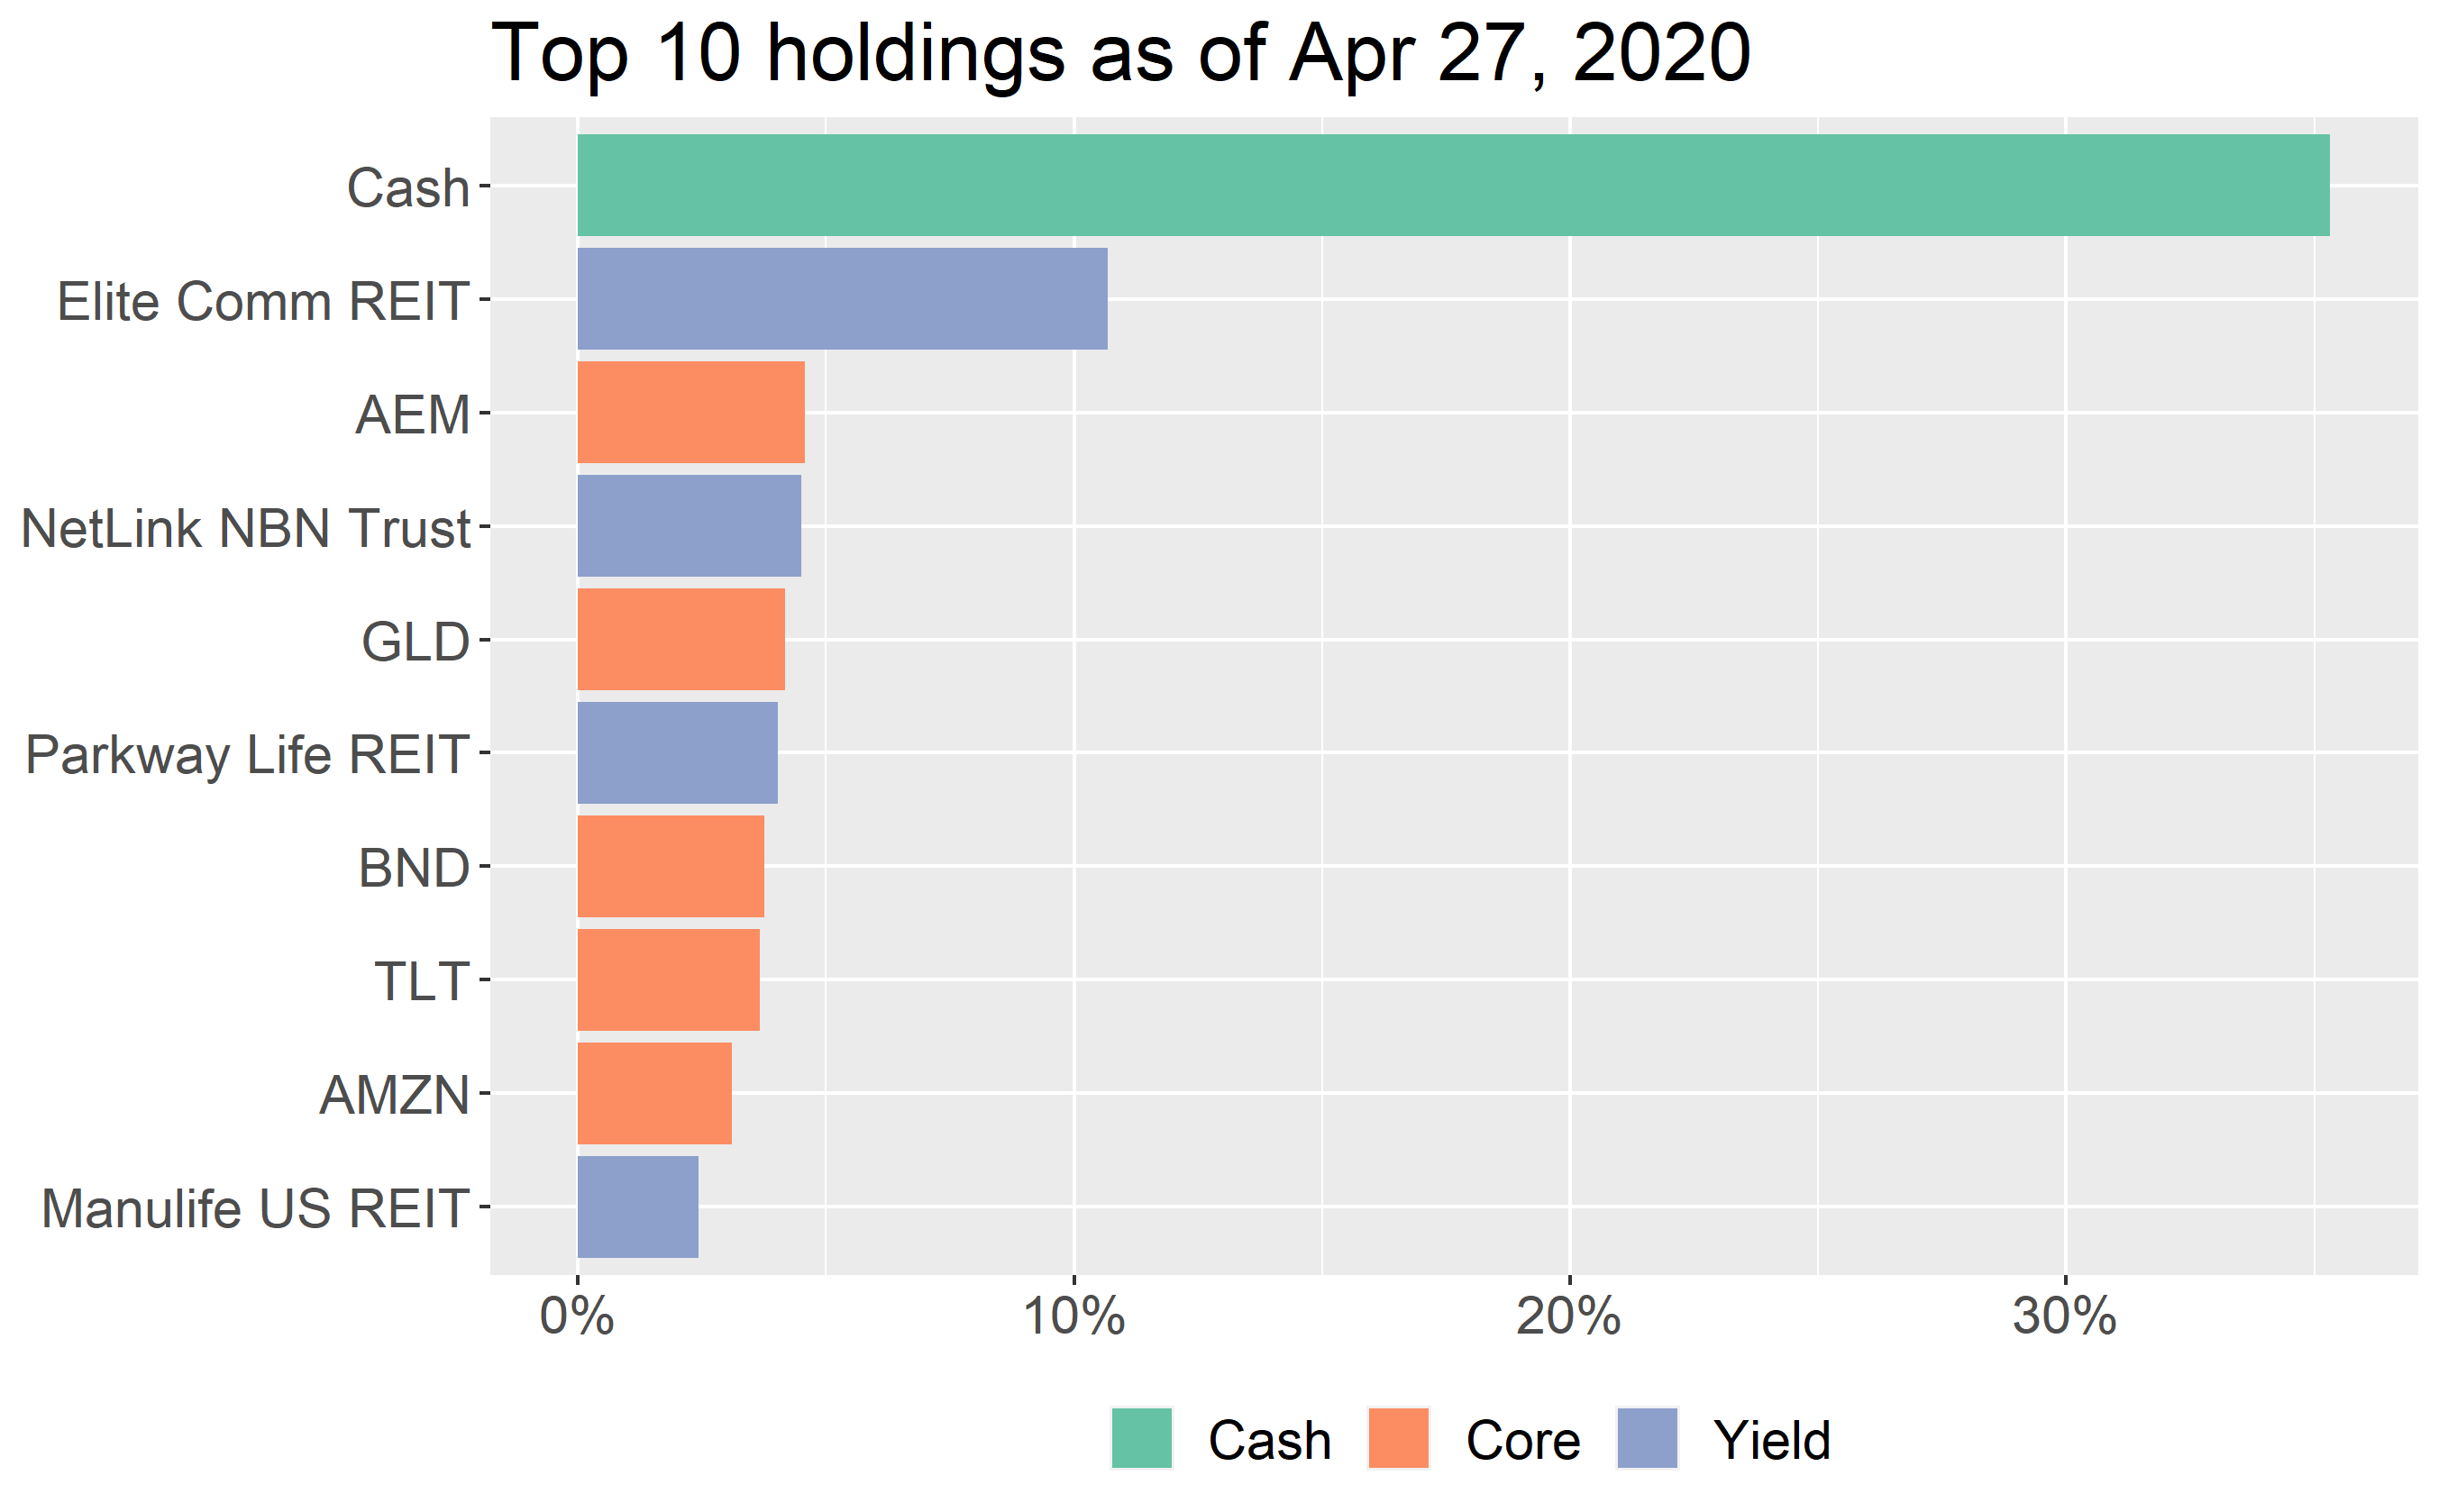 Top 10 holdings as of Apr 27, 2020
Cash
Elite Comm REIT
AEM
NetLink NBN Trust
GLD
Parkway Life REIT
BND
TLT
AMZN
Manulife US REIT
0% 10% 20% 30%
Cash Core Yield